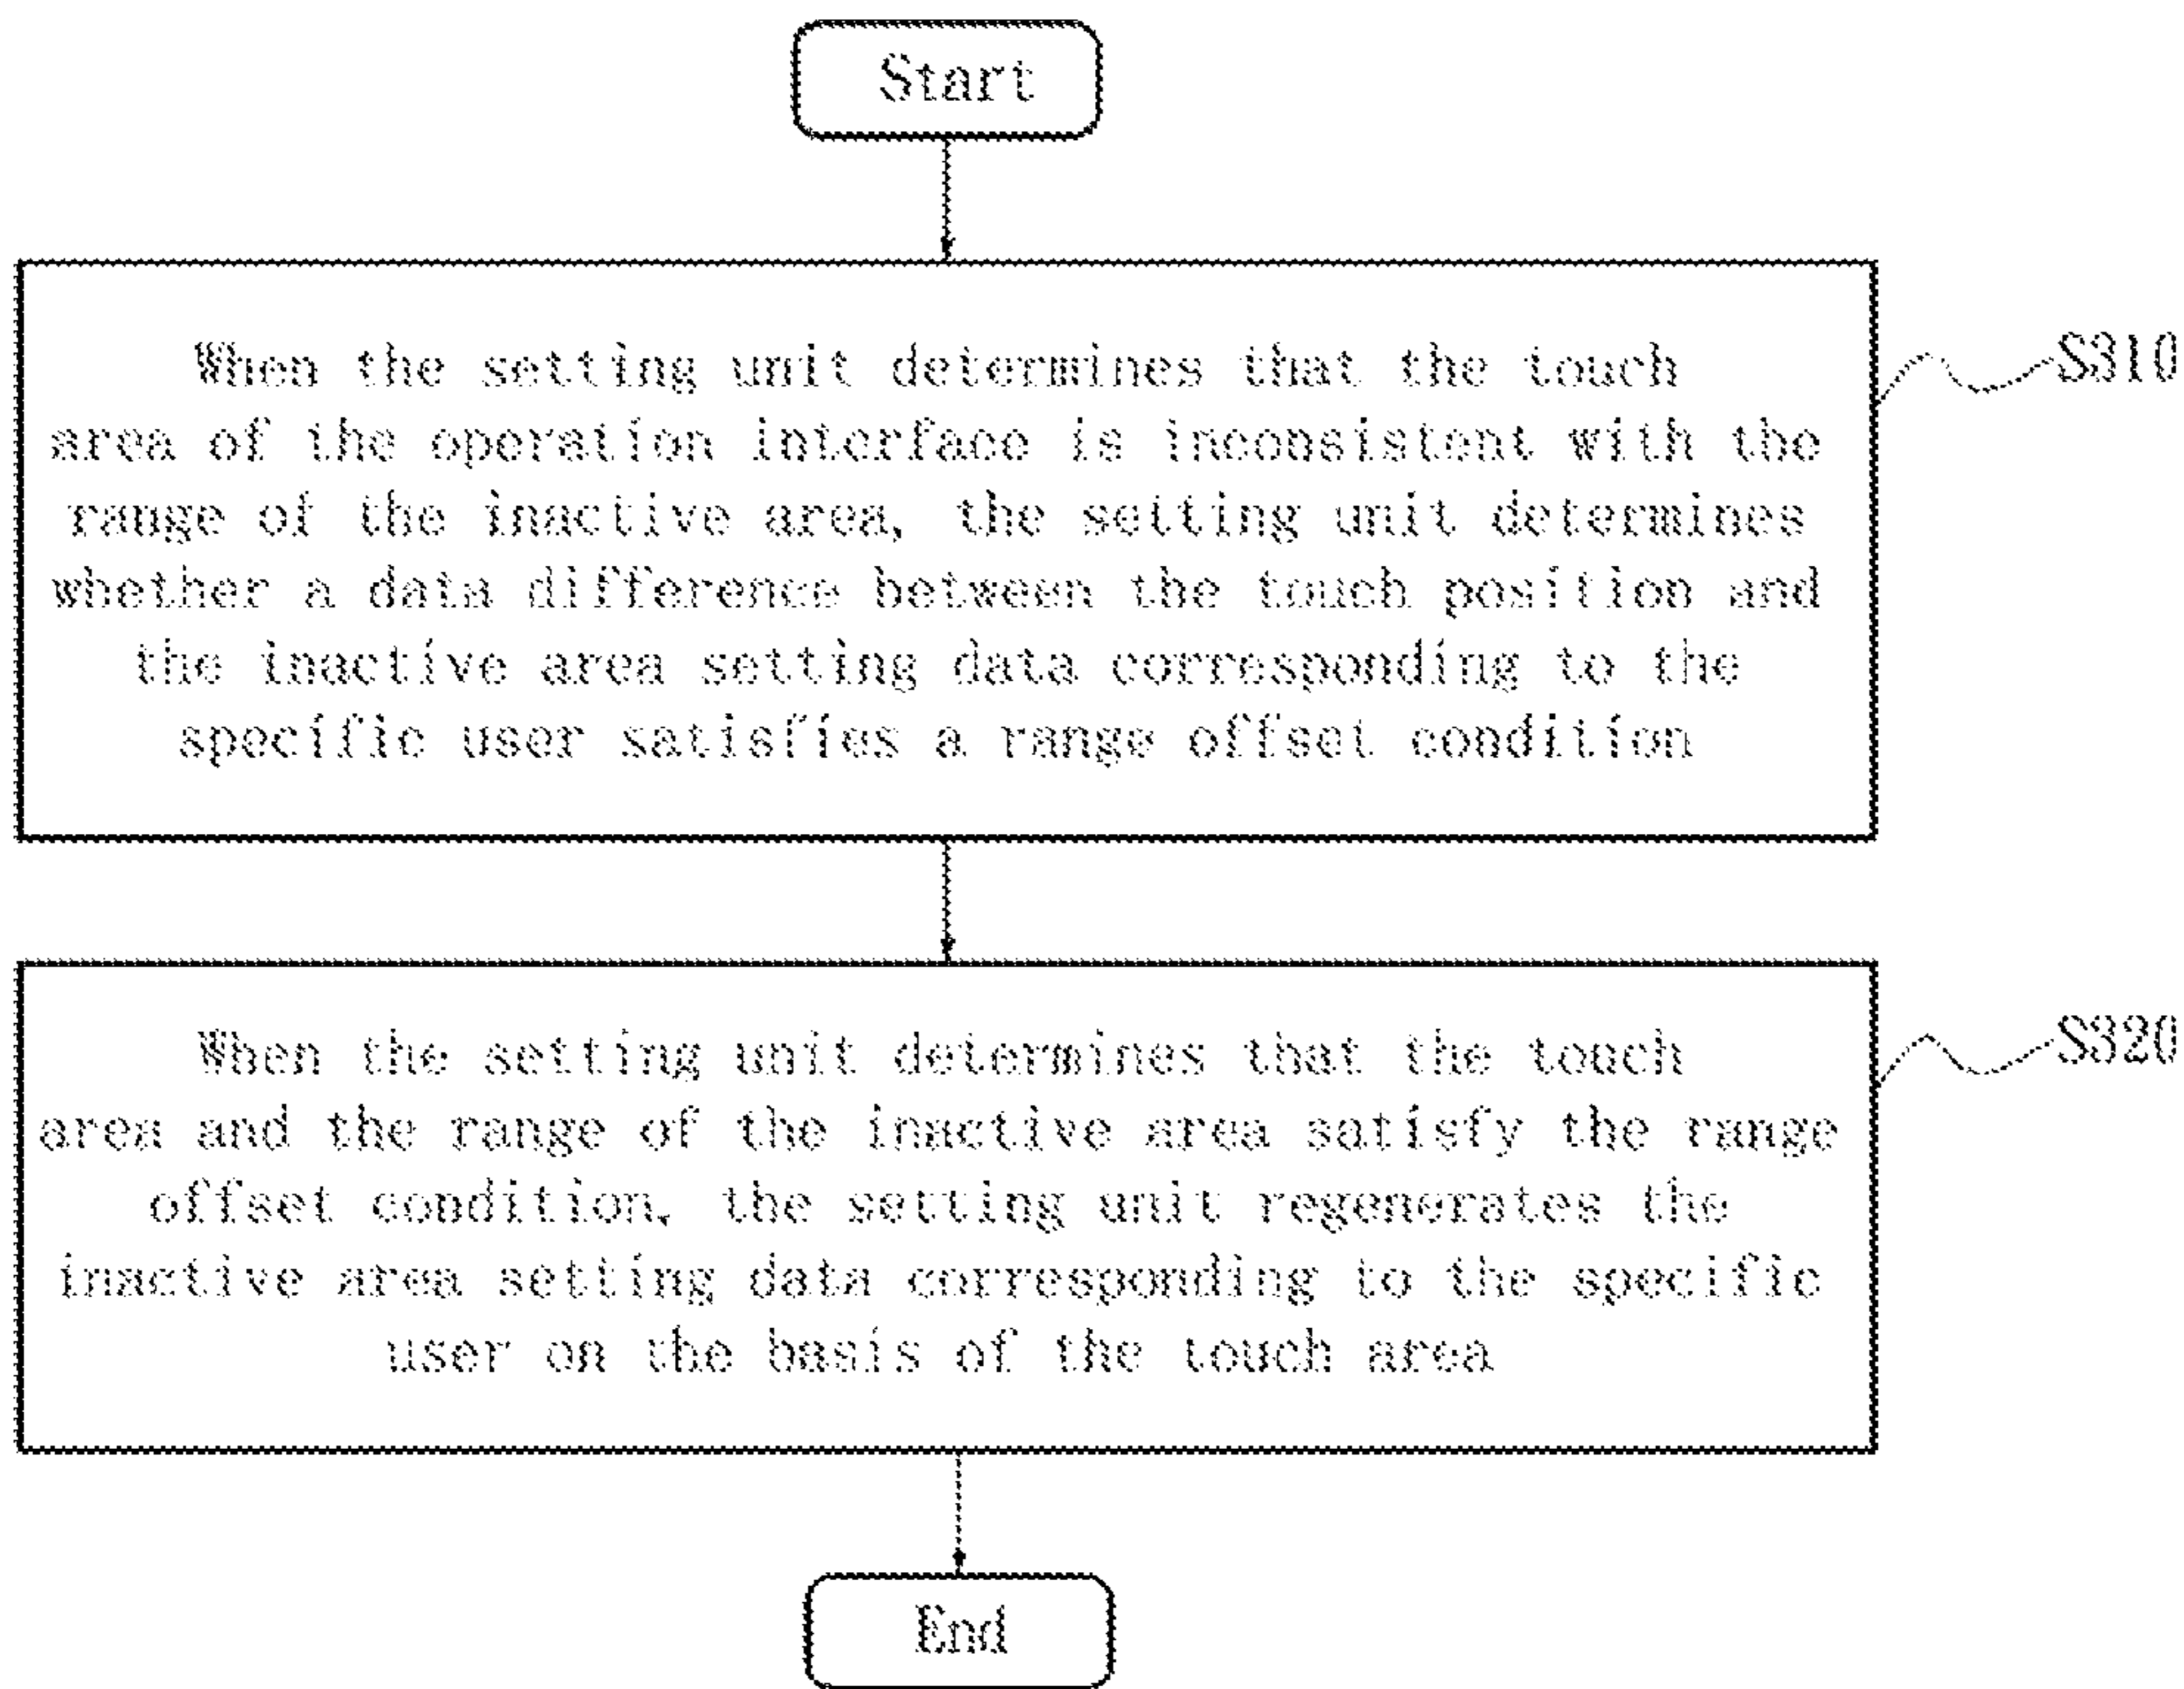 Start
When the setting unit determines that the touch
area of the operation interface is inconsistent with the
range of the inactive area, the setting unit determines
whether a data difference between the touch position and
the inactive area setting data corresponding to the
specific user satisfies a range offset condition
S310
When the setting unit determines that the touch
area and the range of the inactive area satisfy the range
offset condition, the setting unit regenerates the
inactive area setting data corresponding to the specific
user on the basis of the touch area
S320
End